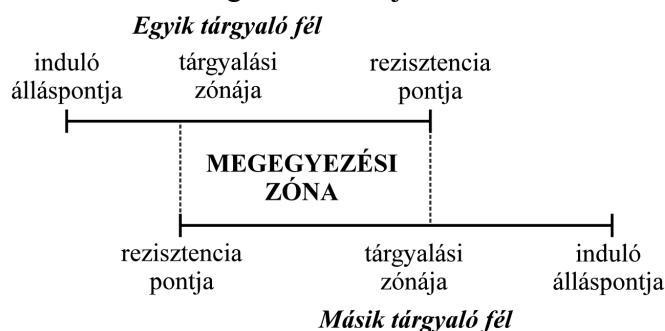 Egyik tárgyaló fél
induló tárgyalási rezisztencia
álláspontja zónája pontja
MEGEGYEZÉSI
ZÓNA
rezisztencia tárgyalási induló
pontja zónája álláspontja
Másik tárgyaló fél